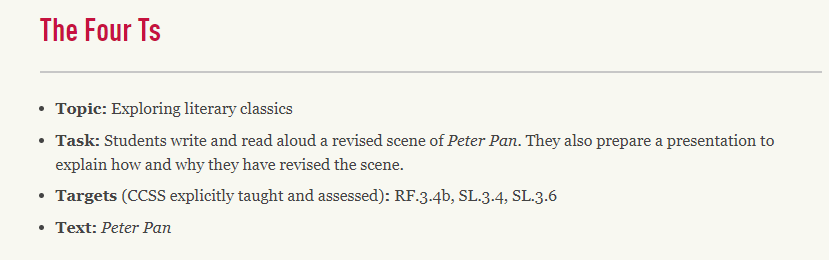 The Four Ts
• Topic: Exploring literary classics
• Task: Students write and read aloud a revised scene of Peter Pan. They also prepare a presentation to
explain how and why they have revised the scene.
• Targets (CCSS explicitly taught and assessed): RF.3.4b, SL.3.4, SL.3.6
• Text: Peter Pan